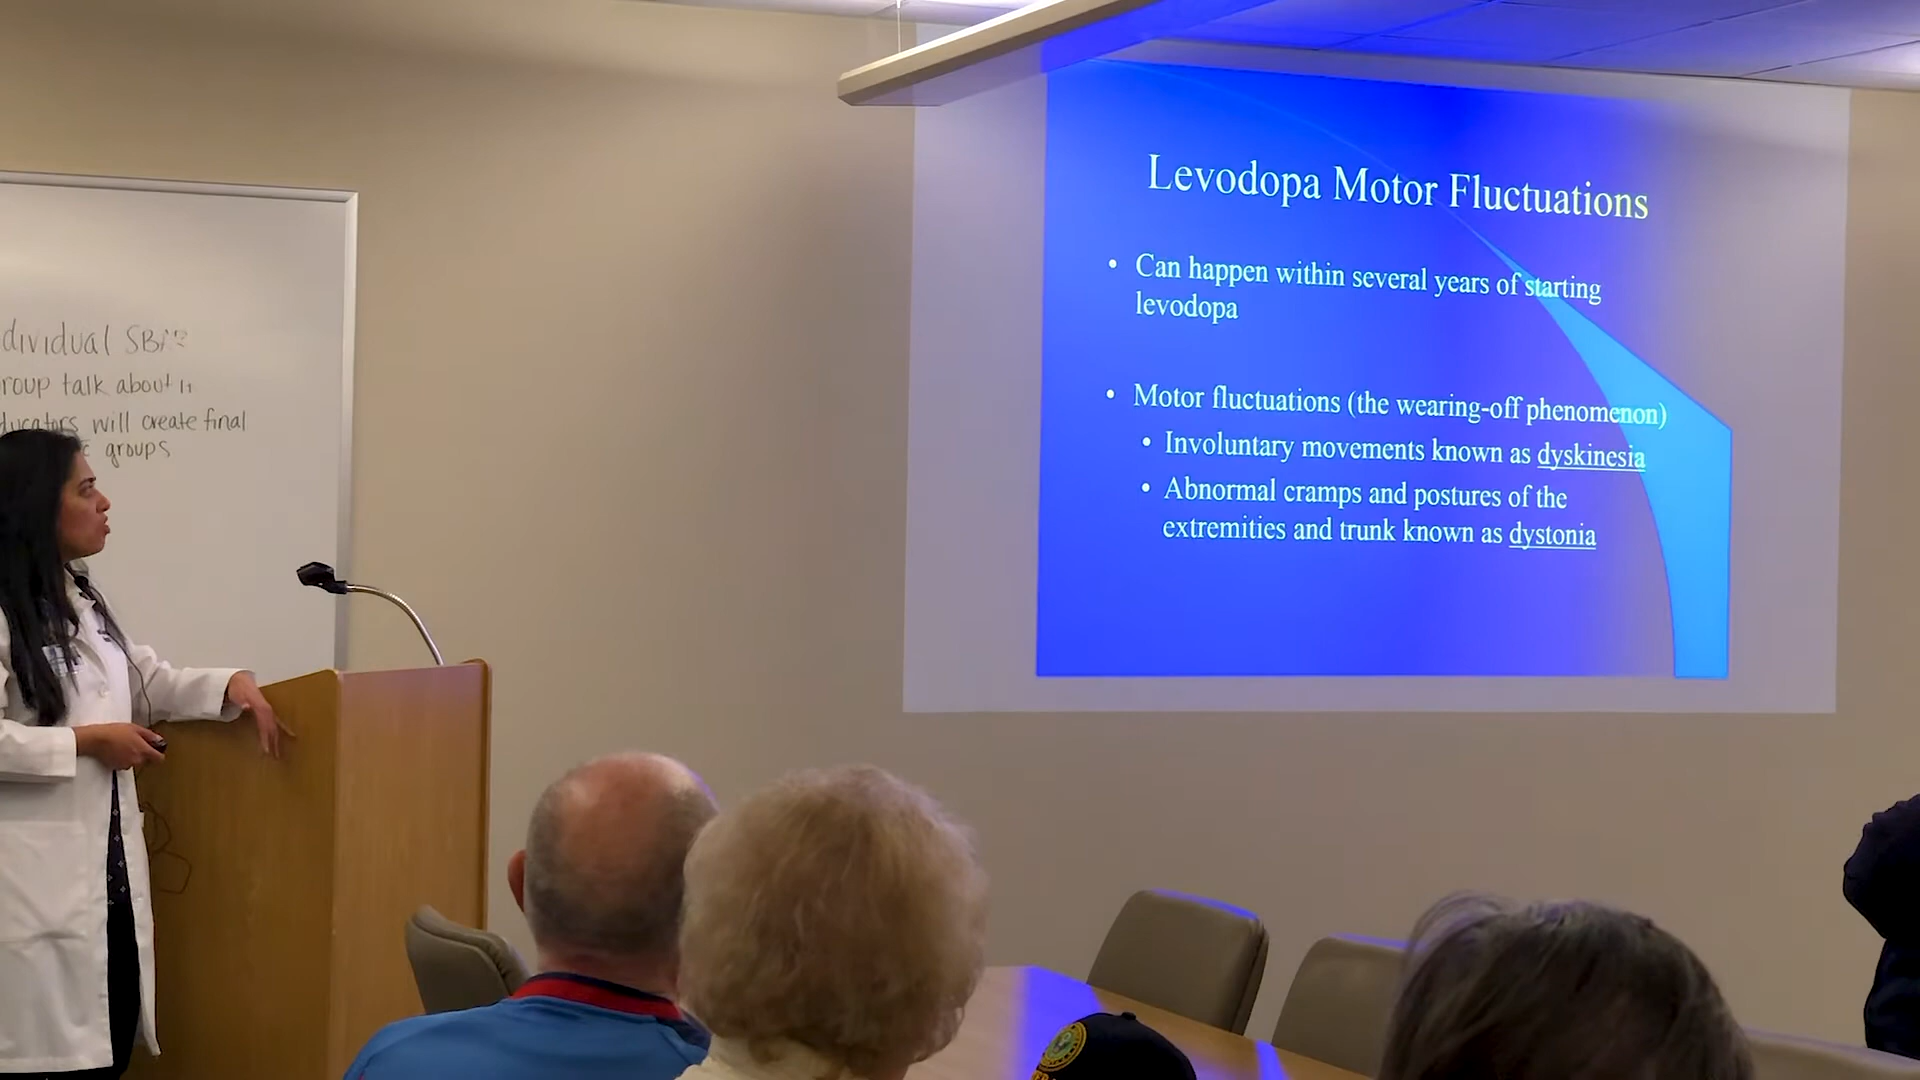 Levodopa Motor Fluctuations
• Can happen within several years of starting
levodopa
• Motor fluctuations (the wearing-off phenomenon)
• Involuntary movements known as dyskinesia
• Abnormal cramps and postures of the
extremities and trunk known as dystonia
dividual
roup talk about it
ducators will create final
groups